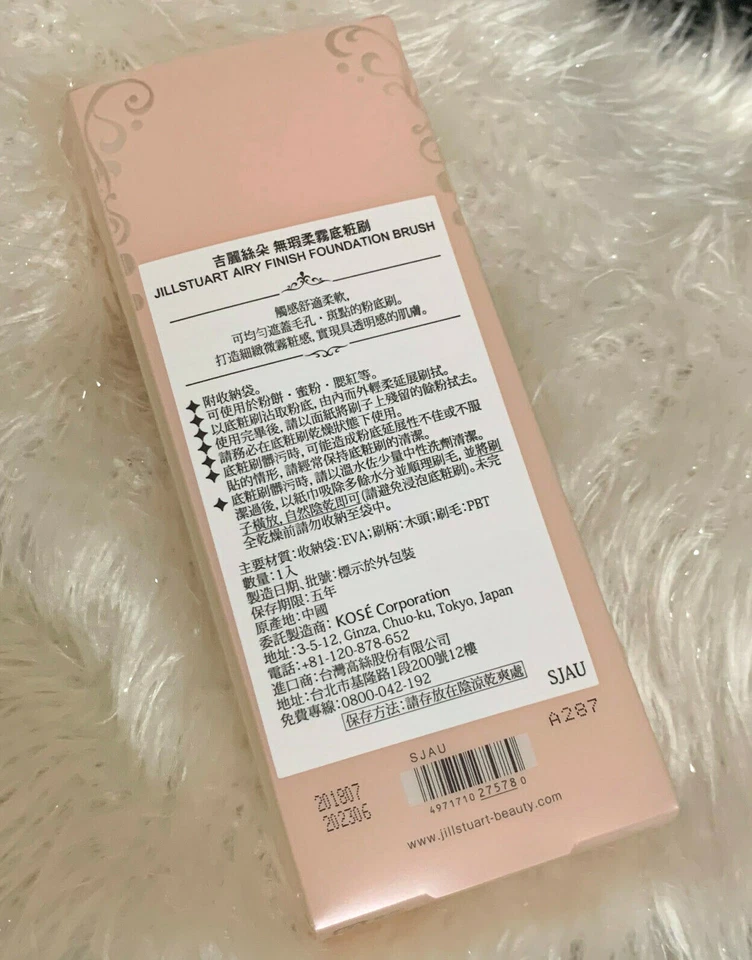 吉麗絲朵 無瑕柔霧底粧刷
JILLSTUART AIRY FINISH FOUNDATION BRUSH
觸感舒適柔軟,
可均勻遮蓋毛孔・斑點的粉底刷。
打造細緻微霧粧感,實現具透明感的肌膚。
附收納袋。
可使用於粉餅・蜜粉・腮紅等。
以底粧刷沾取粉底,由內而外輕柔延展刷拭。
使用完畢後,請以面紙將刷子上殘留的餘粉拭去。
請務必在底粧刷乾燥狀態下使用。
底粧刷髒污時,可能造成粉底延展性不佳或不服
貼的情形,請經常保持底粧刷的清潔。
底粧刷髒污時,請以溫水佐少量中性洗劑清潔。
潔過後,以紙巾吸除多餘水分並順理刷毛,並將刷
子橫放,自然陰乾即可(請避免浸泡底粧刷)。未完
全乾燥前請勿收納至袋中。
主要材質:收納袋:EVA;刷柄:木頭;刷毛:PBT
數量:1入
製造日期、批號:標示於外包裝
保存期限:五年
原產地:中國
委託製造商: KOSÉ Corporation
地址:3-5-12, Ginza, Chuo-ku, Tokyo, Japan
電話:+81-120-878-652
進口商:台灣高絲股份有限公司
地址:台北市基隆路1段200號12樓
免費專線:0800-042-192
保存方法:請存放在陰涼乾爽處
SJAU
A287
SJAU
4971710275780
201807
202306
www.jillstuart-beauty.com